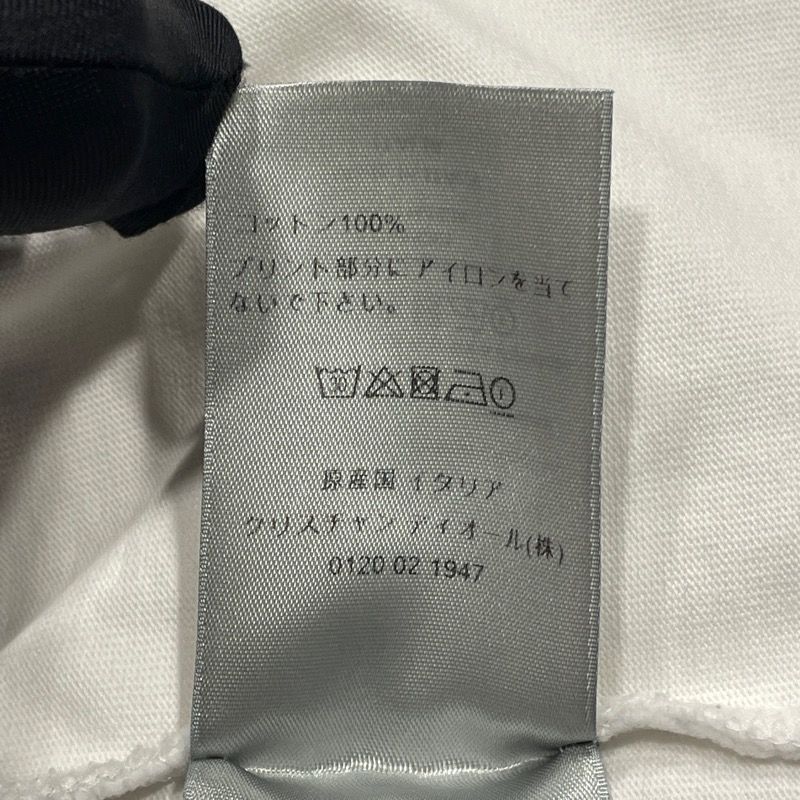 コットン100%
プリント部分にアイロンを当て
ないで下さい。
30
原産国 イタリア
クリスチャン ディオール(株)
0120 02 1947